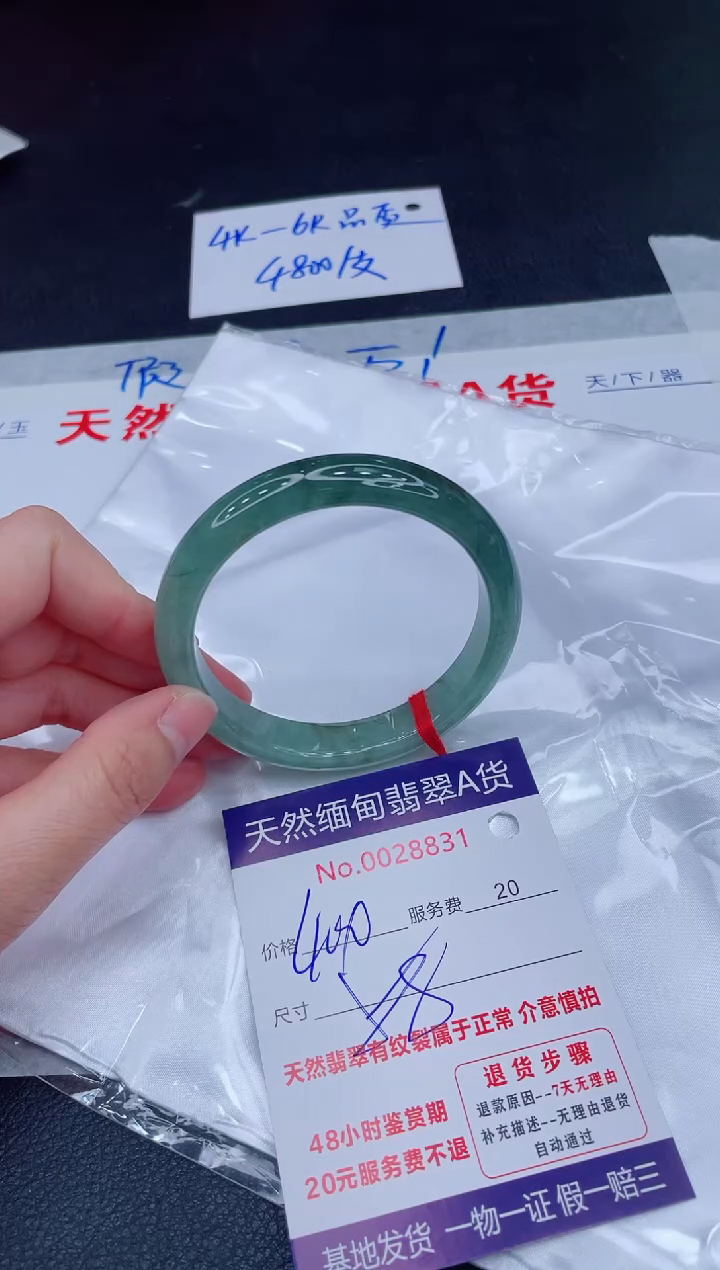 4K-6K品质
4800/支
假
天/下/器
玉
天然
A货
天然缅甸翡翠A货
No.0028831
价格 400 服务费 20
尺寸 58
天然翡翠有纹裂属于正常 介意慎拍
48小时鉴赏期
20元服务费不退
退货步骤
退款原因--7天无理由
补充描述--无理由退货
自动通过
基地发货 一物一证 假一赔三